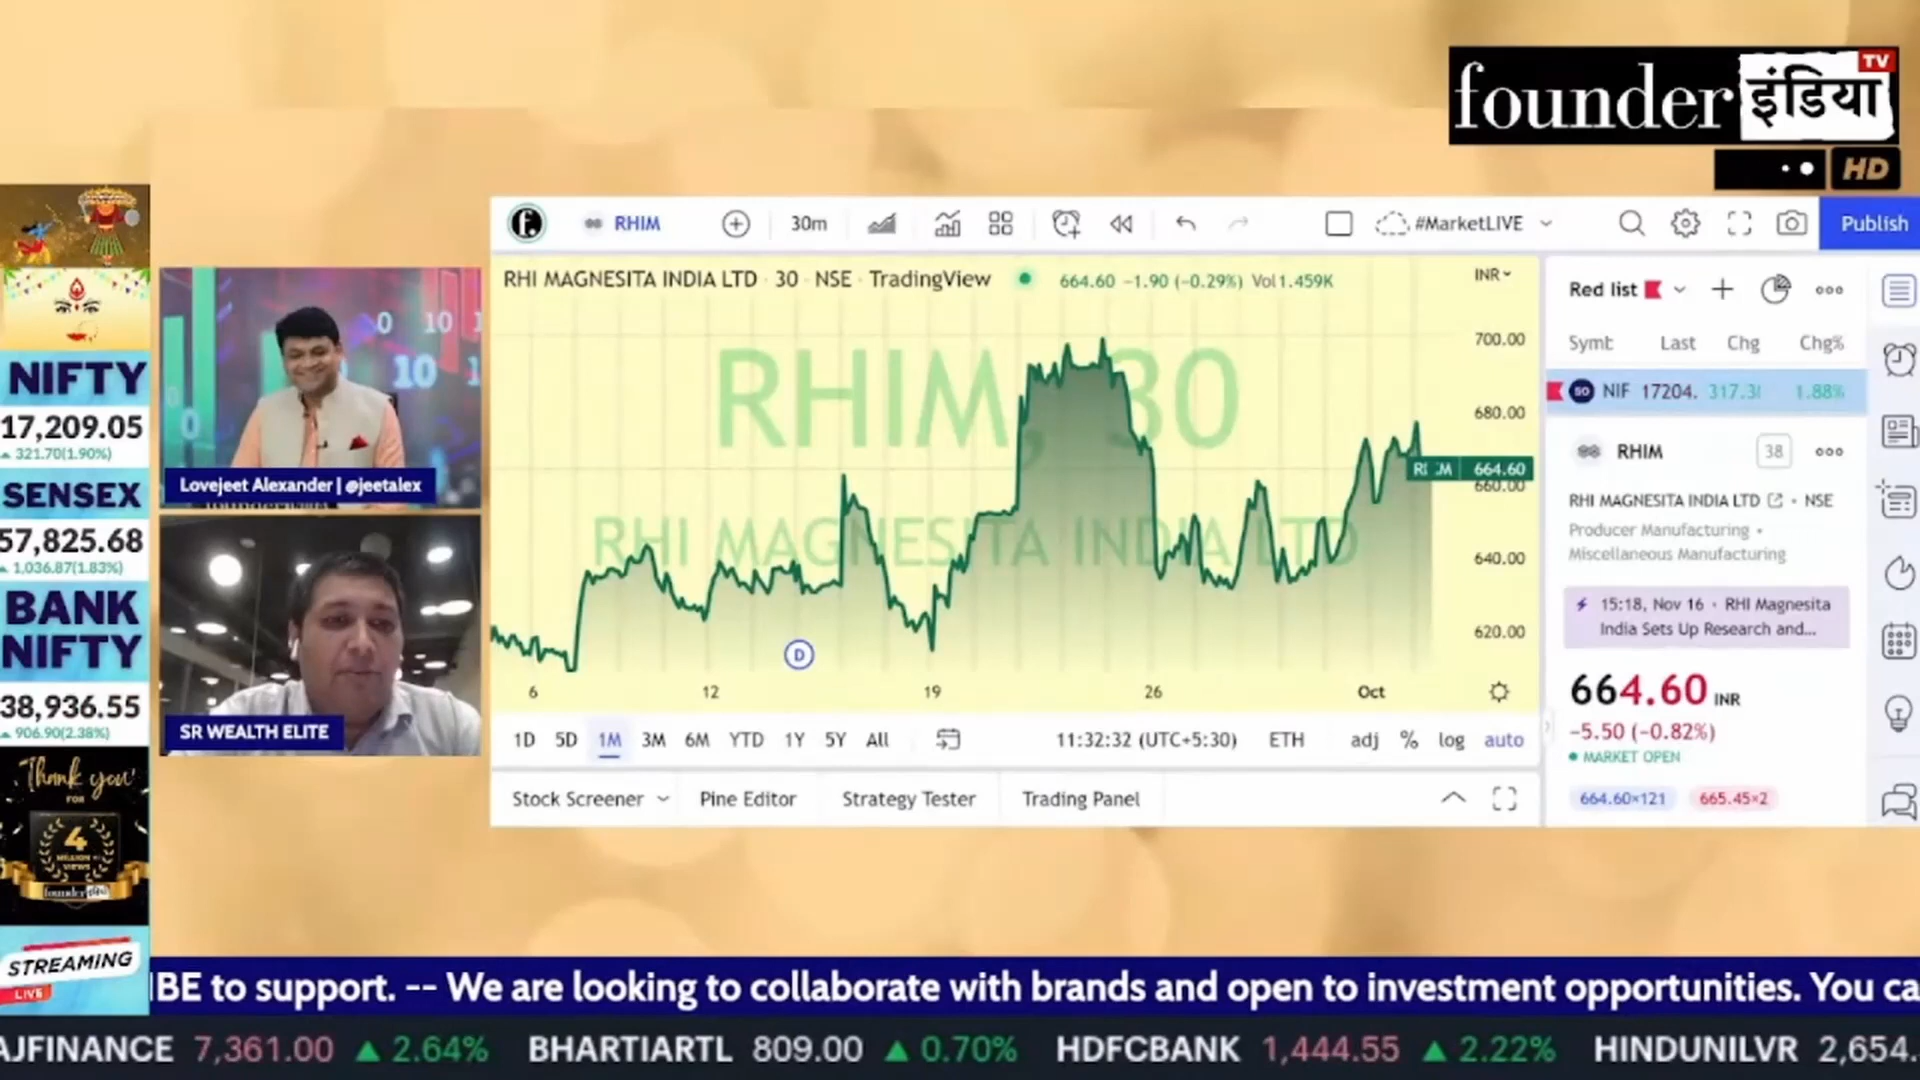 founder इंडिया TV
HD
NIFTY
17,209.05
▲ 321.70(1.90%)
SENSEX
57,825.68
▲ 1,036.87(1.83%)
BANK
NIFTY
38,936.55
▲ 906.90(2.38%)
Thank you
FOR
4
MILLION
VIEWS
founder
STREAMING
LIVE
Lovejeet Alexander | @jeetalex
SR WEALTH ELITE
f. RHIM 30m #MarketLIVE Publish
RHI MAGNESITA INDIA LTD · 30 · NSE · TradingView 664.60 −1.90 (−0.29%) Vol1.459K INR
RHIM, 30
RHI MAGNESITA INDIA LTD
700.00
680.00
664.60
660.00
640.00
620.00
D
6 12 19 26 Oct
1D 5D 1M 3M 6M YTD 1Y 5Y All 11:32:32 (UTC+5:30) ETH adj % log auto
Stock Screener Pine Editor Strategy Tester Trading Panel
Red list
Last Chg Chg%
50 NIF 17204. 1.88%
RHIM 38
RHI MAGNESITA INDIA LTD • NSE
Producer Manufacturing •
Miscellaneous Manufacturing
15:18, Nov 16 · RHI Magnesita
India Sets Up Research and...
664.60 INR
−5.50 (−0.82%)
MARKET OPEN
664.60×121 665.45×2
IBE to support. -- We are looking to collaborate with brands and open to investment opportunities. You ca
AJFINANCE 7,361.00 ▲ 2.64% BHARTIARTL 809.00 ▲ 0.70% HDFCBANK 1,444.55 ▲ 2.22% HINDUNILVR 2,654.